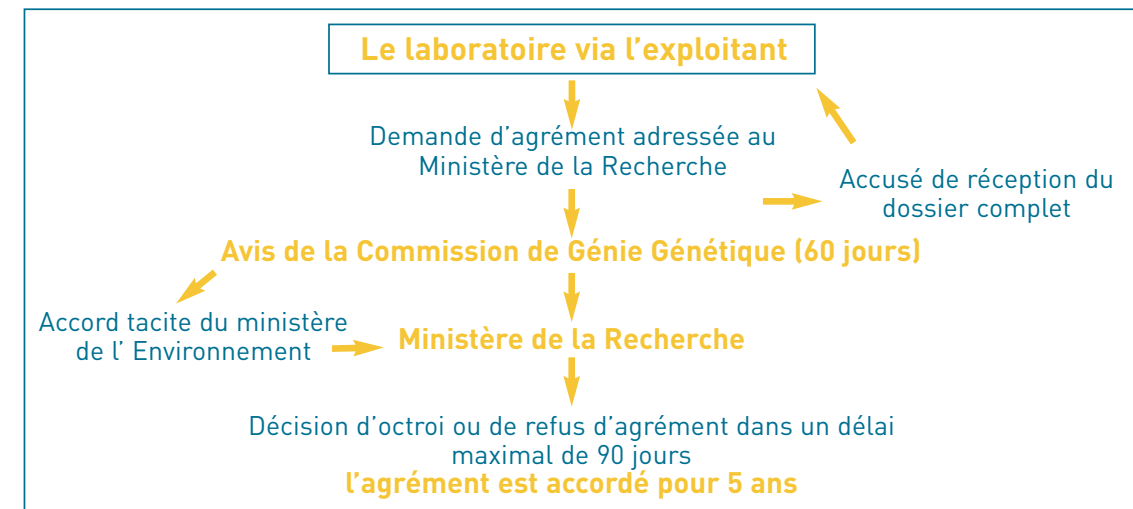 Le laboratoire via l’exploitant
Demande d’agrément adressée au
Ministère de la Recherche
Accusé de réception du
dossier complet
Avis de la Commission de Génie Génétique (60 jours)
Accord tacite du ministère
de l’ Environnement
Ministère de la Recherche
Décision d’octroi ou de refus d’agrément dans un délai
maximal de 90 jours
l’agrément est accordé pour 5 ans